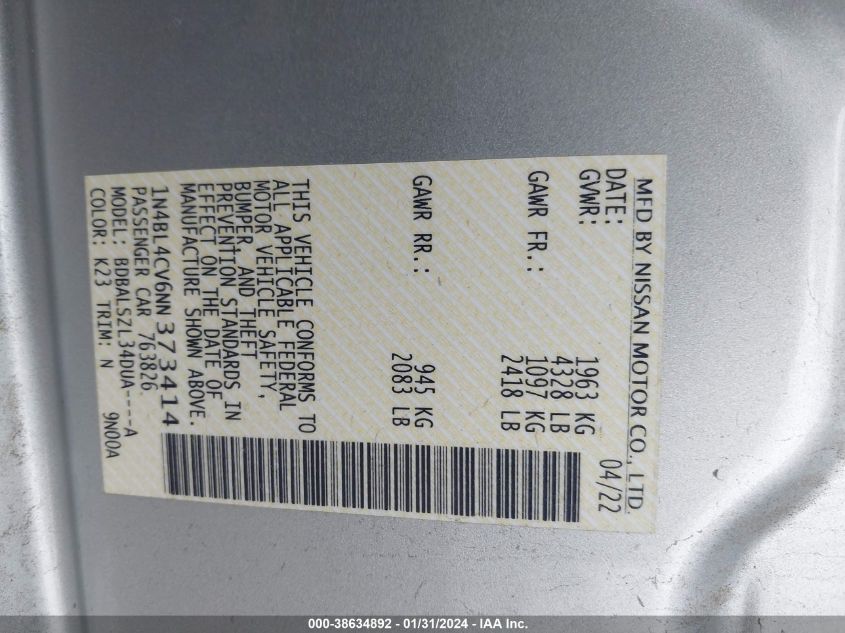 MFD BY NISSAN MOTOR CO., LTD.
DATE: 04/22
GVWR: 1963 KG
4328 LB
GAWR FR.: 1097 KG
2418 LB
GAWR RR.: 945 KG
2083 LB
THIS VEHICLE CONFORMS TO
ALL APPLICABLE FEDERAL
MOTOR VEHICLE SAFETY,
BUMPER, AND THEFT
PREVENTION STANDARDS IN
EFFECT ON THE DATE OF
MANUFACTURE SHOWN ABOVE.
1N4BL4CV6NN373414
PASSENGER CAR 763826
MODEL: BDBALSZL34DUA----A
COLOR: K23 TRIM: N 9N00A
000-38634892 - 01/31/2024 - IAA Inc.